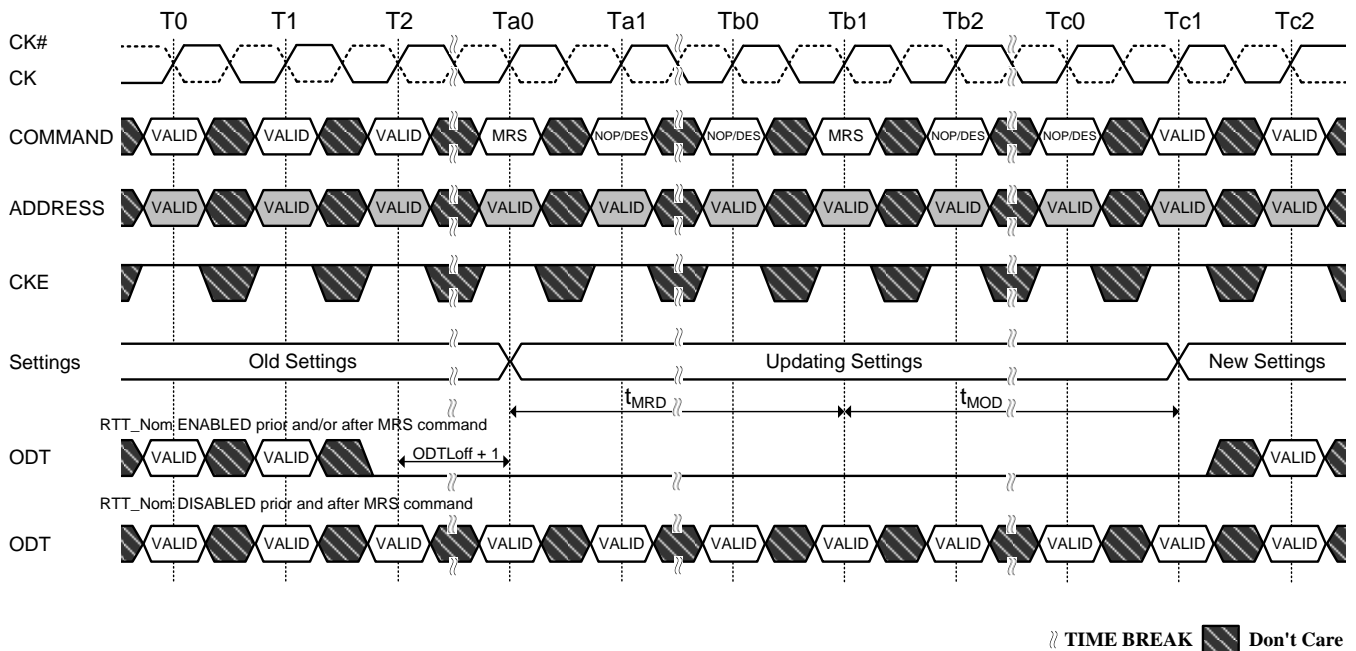 T0 T1 T2 Ta0 Ta1 Tb0 Tb1 Tb2 Tc0 Tc1 Tc2
CK#
CK
COMMAND VALID VALID VALID MRS NOP/DES NOP/DES MRS NOP/DES NOP/DES VALID VALID
ADDRESS VALID VALID VALID VALID VALID VALID VALID VALID VALID VALID VALID
CKE
Settings Old Settings Updating Settings New Settings
tMRD tMOD
RTT_Nom ENABLED prior and/or after MRS command
ODT VALID VALID ODTLoff + 1 VALID
RTT_Nom DISABLED prior and after MRS command
ODT VALID VALID VALID VALID VALID VALID VALID VALID VALID VALID VALID
TIME BREAK Don't Care